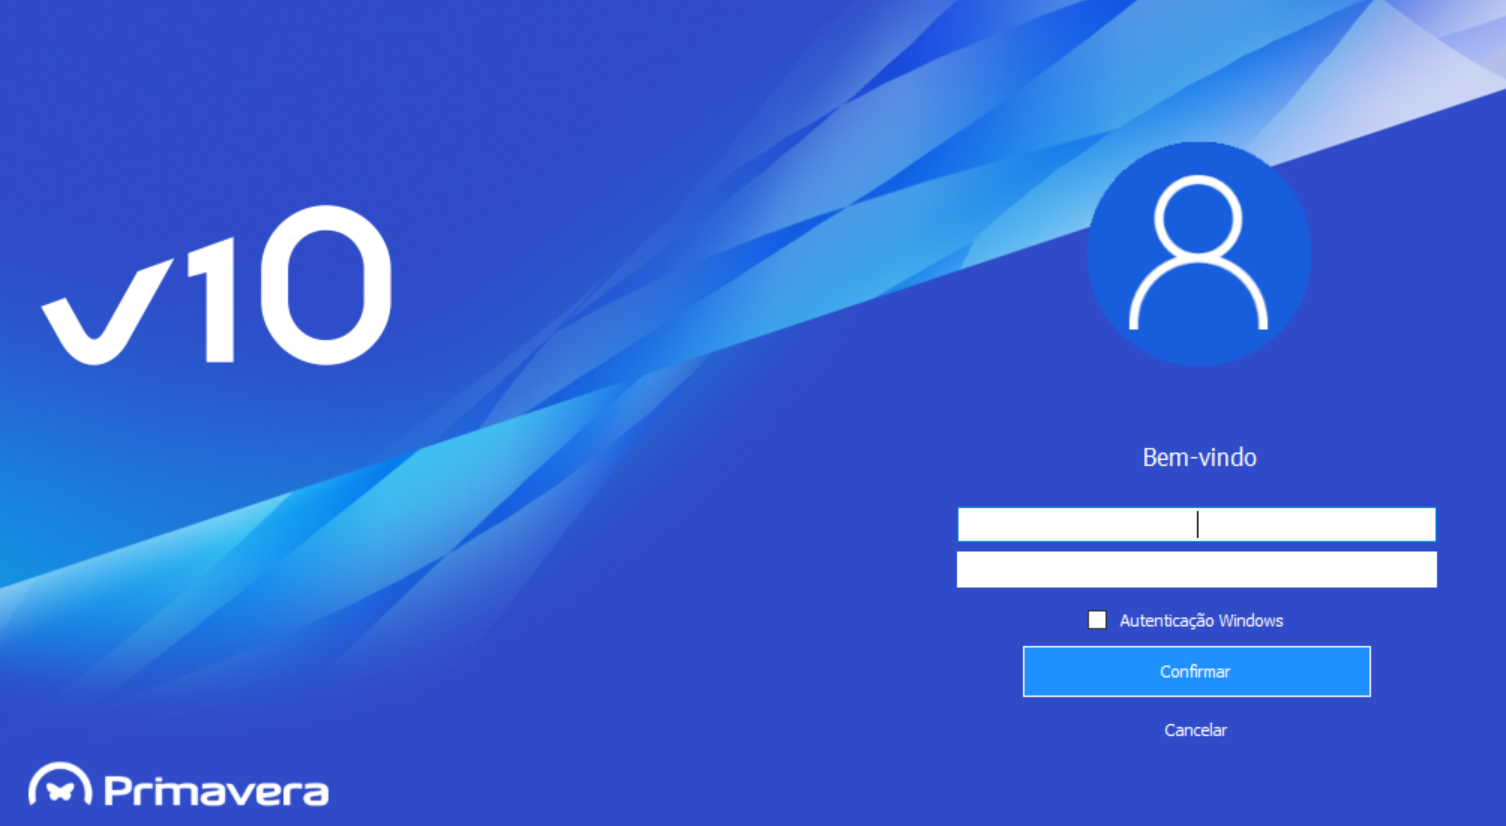 v10
Bem-vindo
Autenticação Windows
Confirmar
Cancelar
Primavera